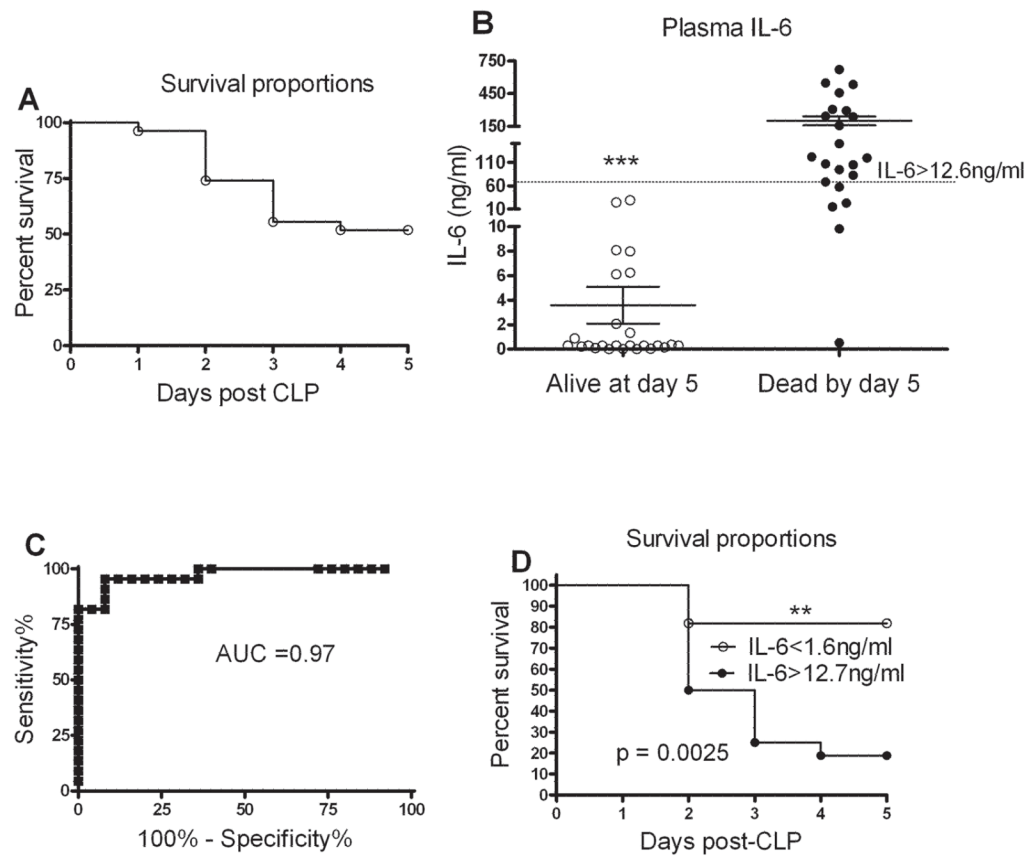 A
Survival proportions
100
75
50
25
0
Percent survival
0 1 2 3 4 5
Days post CLP
B
Plasma IL-6
750
450
150
110
60
10
10
8
6
4
2
0
IL-6 (ng/ml)
***
IL-6>12.6ng/ml
Alive at day 5 Dead by day 5
C
100
75
50
25
0
Sensitivity%
AUC =0.97
0 25 50 75 100
100% - Specificity%
D
Survival proportions
100
90
80
70
60
50
40
30
20
10
0
Percent survival
**
IL-6<1.6ng/ml
IL-6>12.7ng/ml
p = 0.0025
0 1 2 3 4 5
Days post-CLP